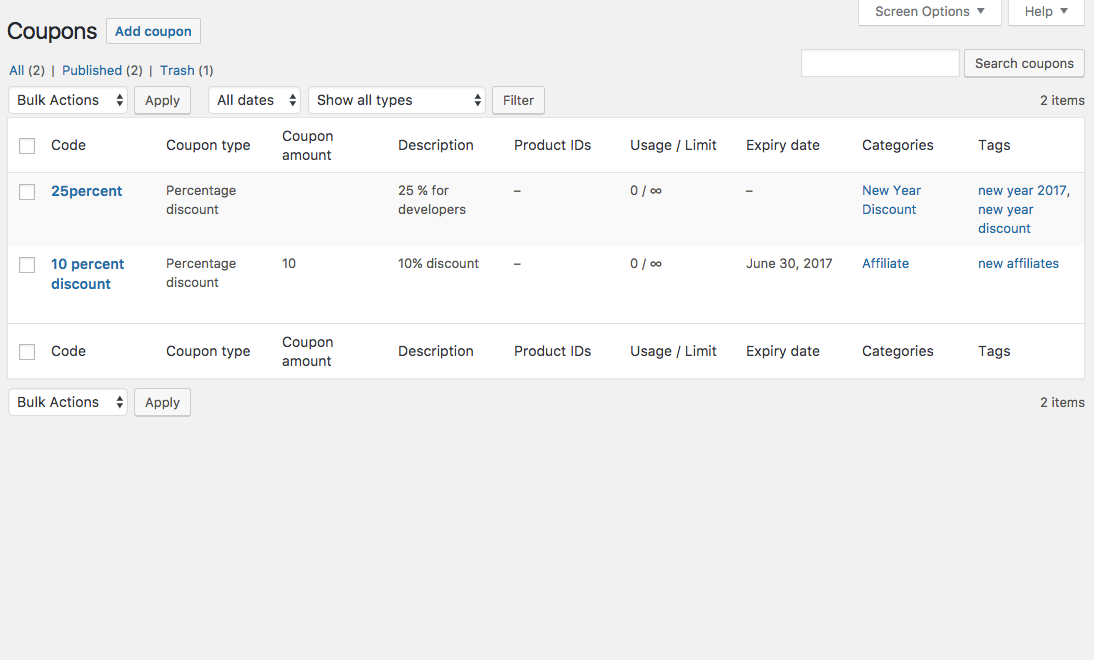 Screen Options ▼ Help ▼
Coupons Add coupon
All (2) | Published (2) | Trash (1)
Search coupons
Bulk Actions Apply All dates Show all types Filter 2 items
Code Coupon type Coupon amount Description Product IDs Usage / Limit Expiry date Categories Tags
25percent Percentage discount 25 % for developers – 0 / ∞ – New Year Discount new year 2017, new year discount
10 percent discount Percentage discount 10 10% discount – 0 / ∞ June 30, 2017 Affiliate new affiliates
Code Coupon type Coupon amount Description Product IDs Usage / Limit Expiry date Categories Tags
Bulk Actions Apply 2 items